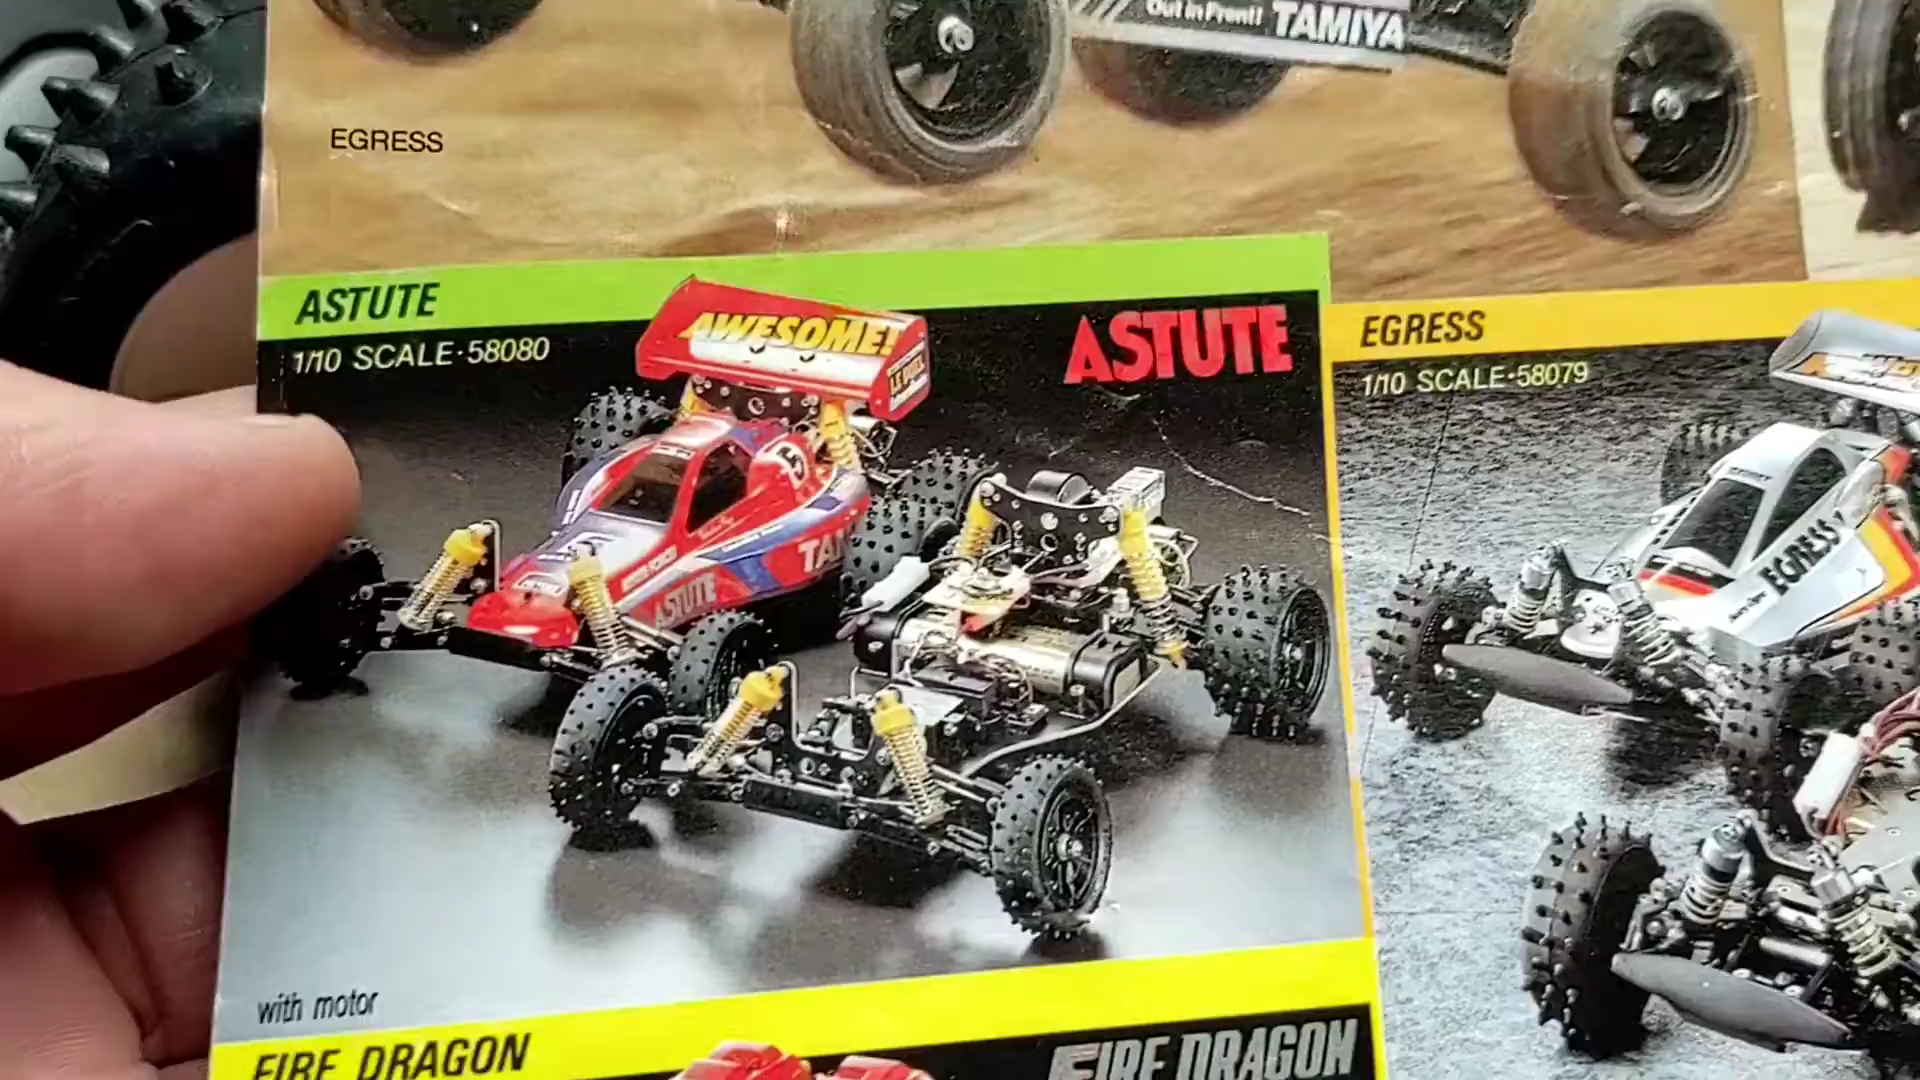 Out in Front! TAMIYA
EGRESS
ASTUTE
1/10 SCALE·58080
AWESOME!
ASTUTE
ASTUTE
TAM
with motor
EGRESS
1/10 SCALE·58079
EGRESS
FIRE DRAGON
FIRE DRAGON